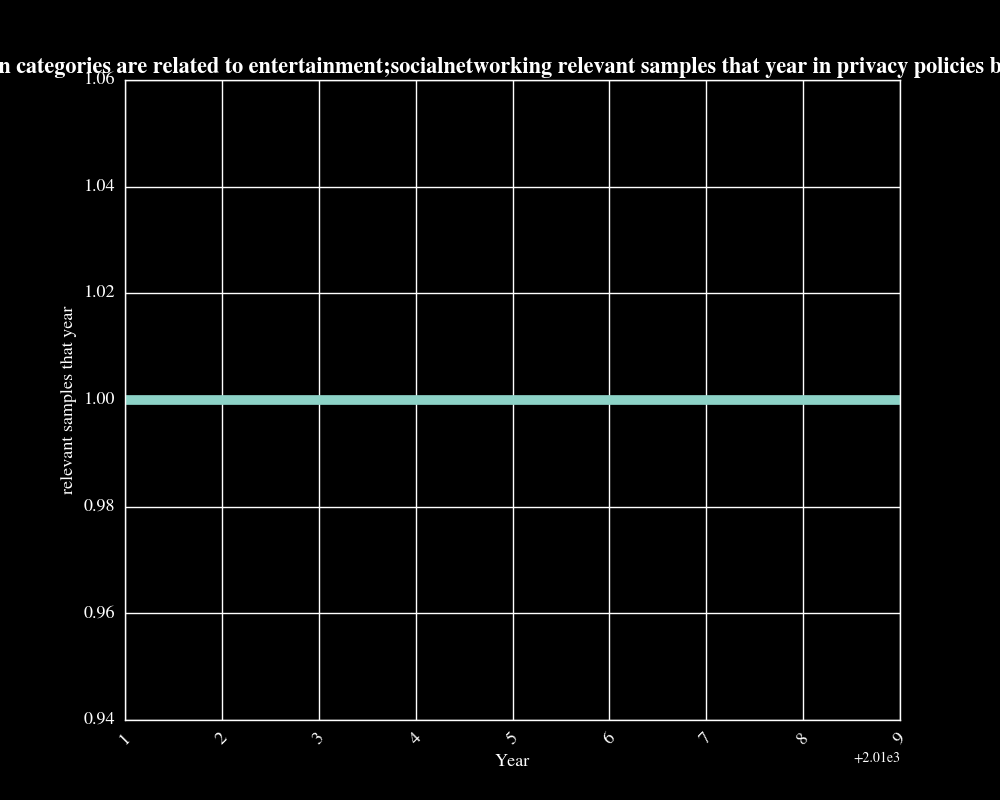 n categories are related to entertainment;socialnetworking relevant samples that year in privacy policies b
1.06
1.04
1.02
1.00
0.98
0.96
0.94
relevant samples that year
1 2 3 4 5 6 7 8 9
+2.01e3
Year